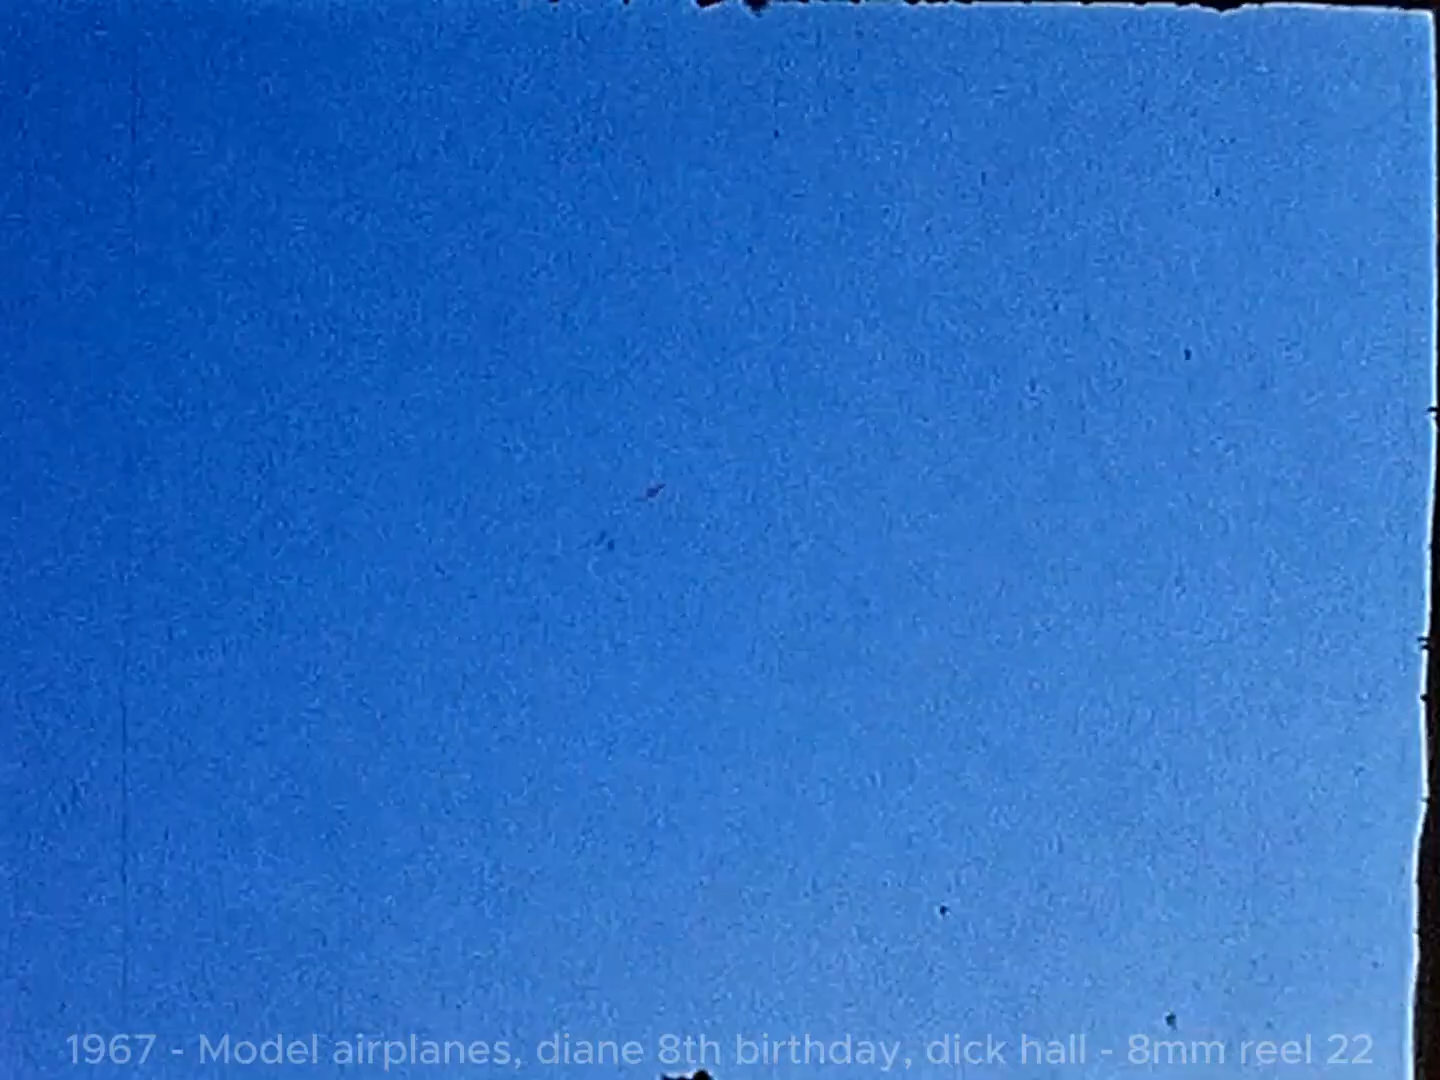 1967 - Model airplanes, diane 8th birthday, dick hall - 8mm reel 22